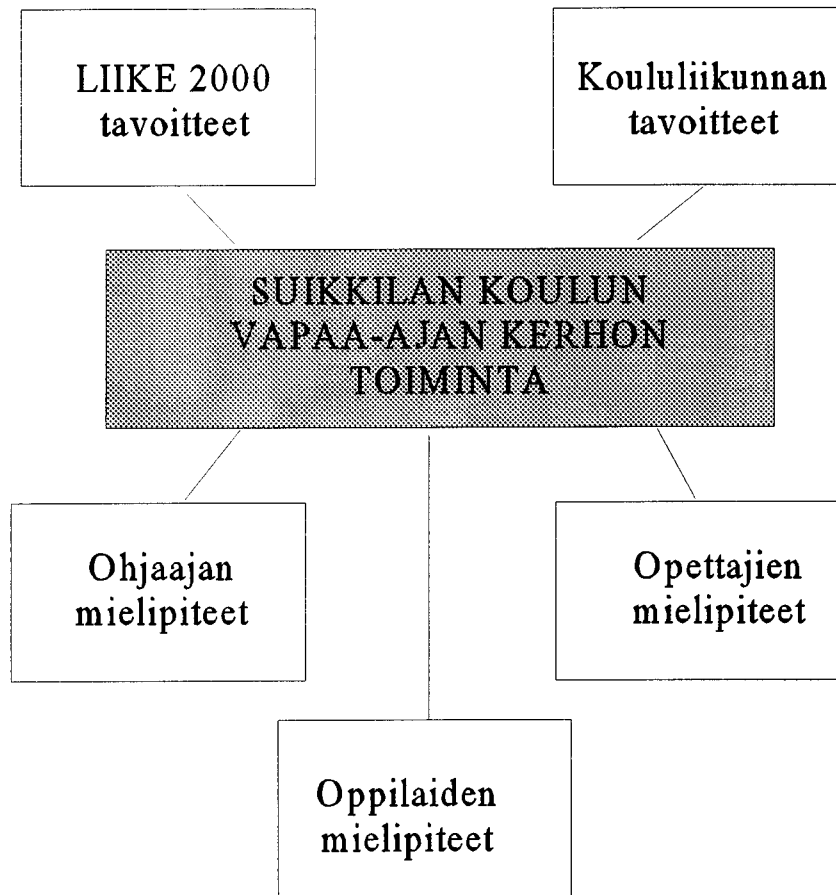 LIIKE 2000
tavoitteet
Koululiikunnan
tavoitteet
SUIKKILAN KOULUN
VAPAA-AJAN KERHON
TOIMINTA
Ohjaajan
mielipiteet
Opettajien
mielipiteet
Oppilaiden
mielipiteet